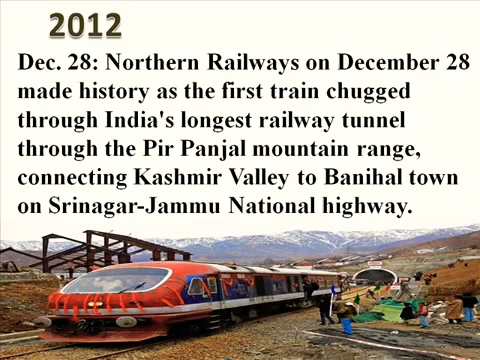 2012
Dec. 28: Northern Railways on December 28
made history as the first train chugged
through India's longest railway tunnel
through the Pir Panjal mountain range,
connecting Kashmir Valley to Banihal town
on Srinagar-Jammu National highway.